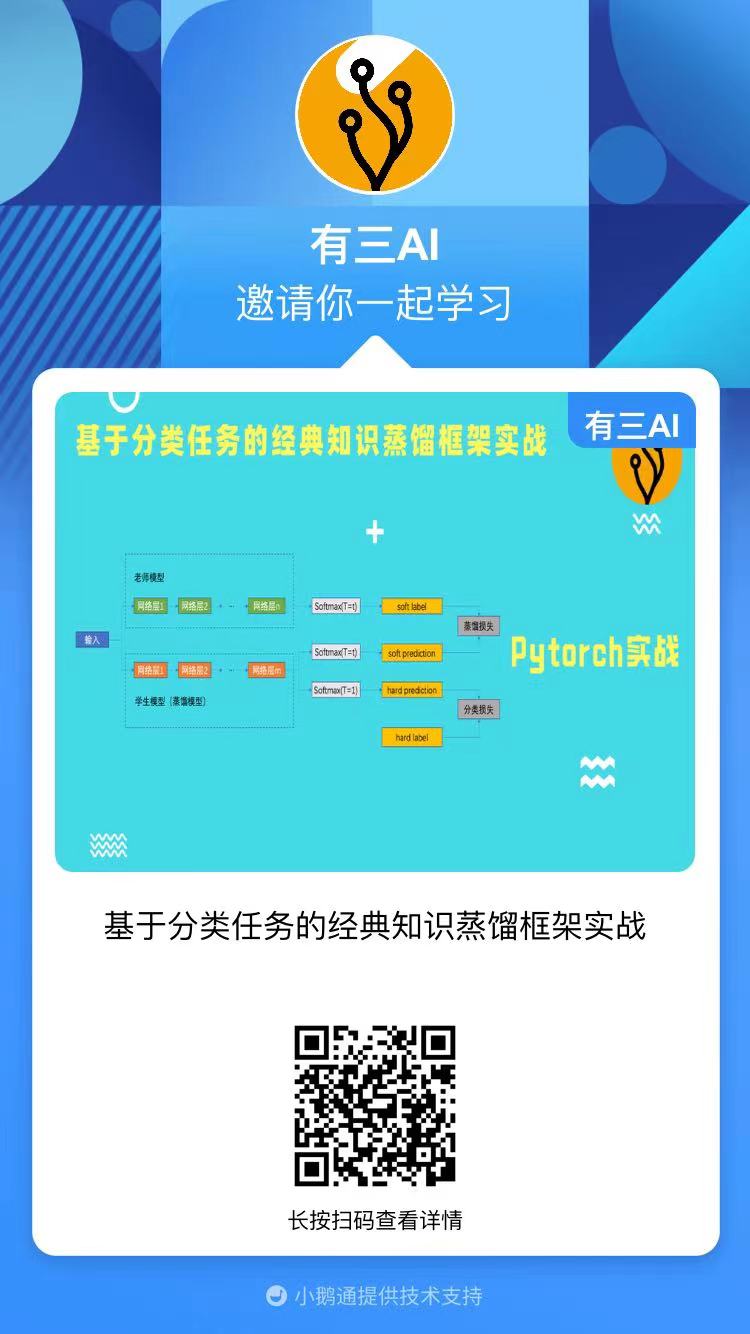 有三AI
邀请你一起学习
有三AI
基于分类任务的经典知识蒸馏框架实战
老师模型
网络层1 网络层2 ... 网络层n
Softmax(T=t) soft label
蒸馏损失
输入
Softmax(T=t) soft prediction
Pytorch实战
网络层1 网络层2 ... 网络层m
Softmax(T=1) hard prediction
学生模型（蒸馏模型）
分类损失
hard label
基于分类任务的经典知识蒸馏框架实战
长按扫码查看详情
小鹅通提供技术支持